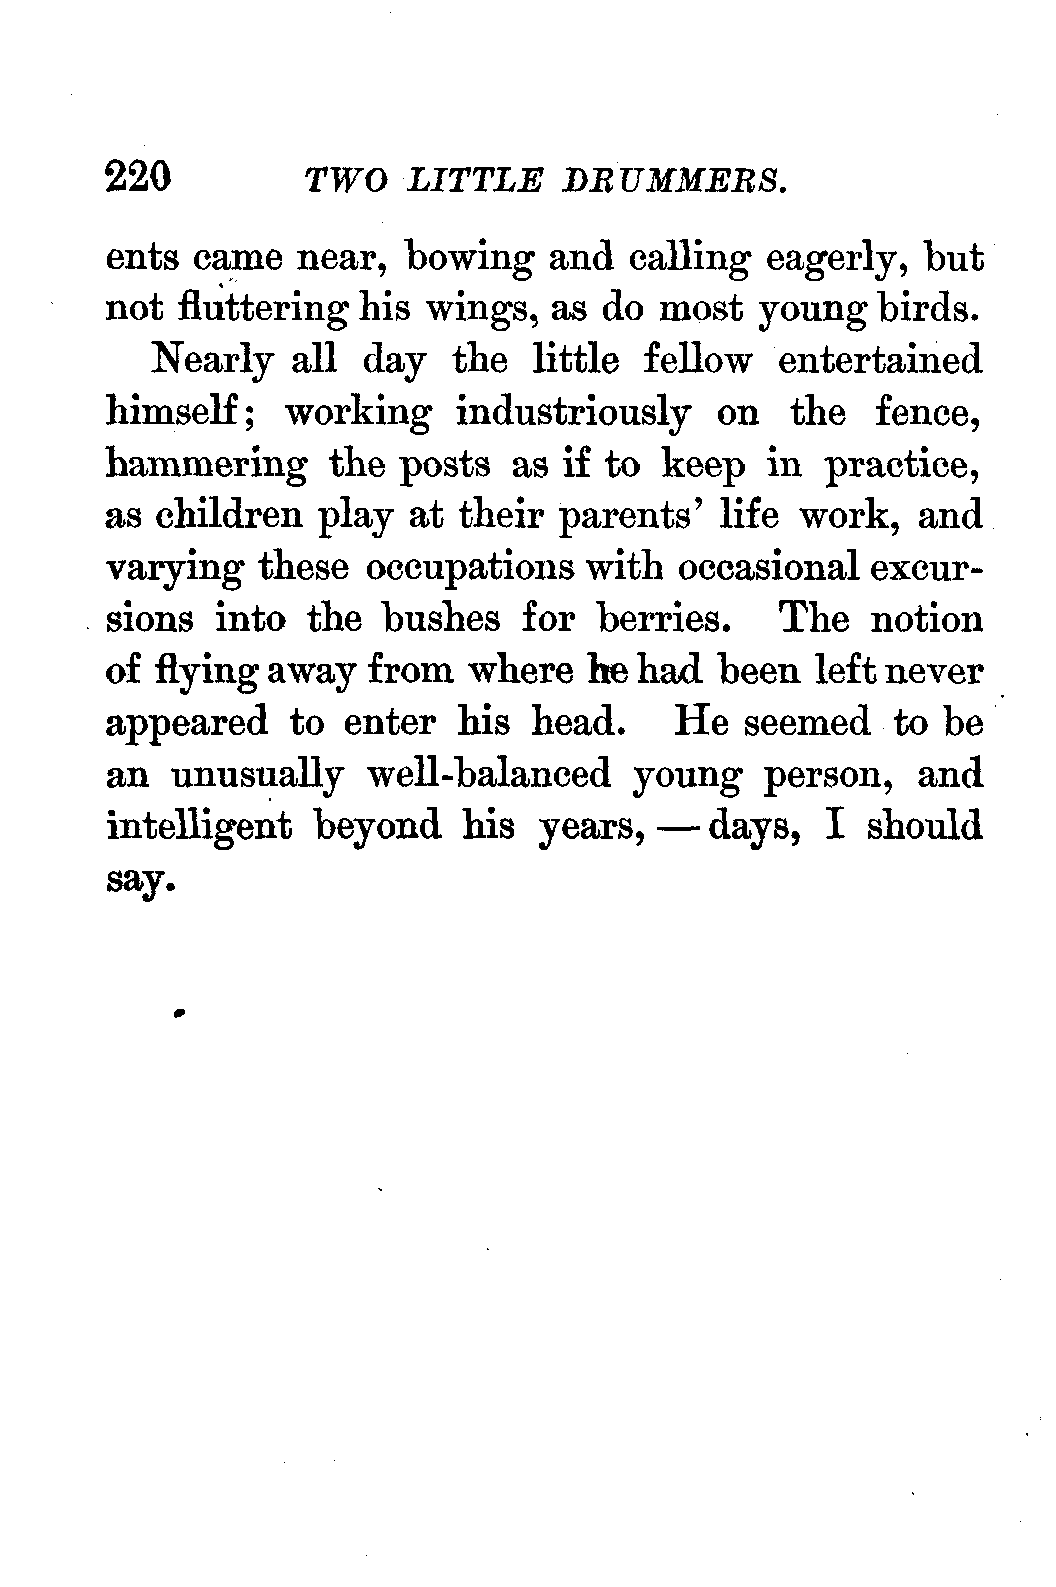 220 TWO LITTLE DRUMMERS.
ents came near, bowing and calling eagerly, but
not fluttering his wings, as do most young birds.
Nearly all day the little fellow entertained
himself; working industriously on the fence,
hammering the posts as if to keep in practice,
as children play at their parents' life work, and
varying these occupations with occasional excur-
sions into the bushes for berries. The notion
of flying away from where he had been left never
appeared to enter his head. He seemed to be
an unusually well-balanced young person, and
intelligent beyond his years, — days, I should
say.